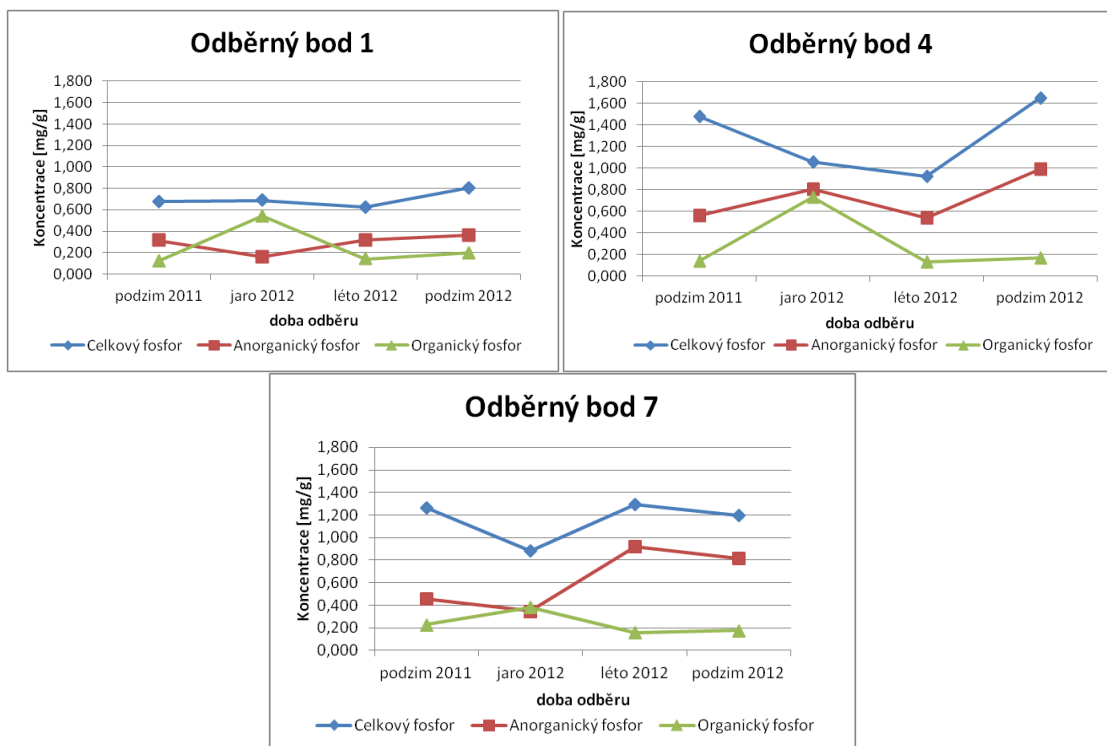 Odběrný bod 1
Koncentrace [mg/g]
1,800
1,600
1,400
1,200
1,000
0,800
0,600
0,400
0,200
0,000
podzim 2011 jaro 2012 léto 2012 podzim 2012
doba odběru
Celkový fosfor Anorganický fosfor Organický fosfor
Odběrný bod 4
Koncentrace [mg/g]
1,800
1,600
1,400
1,200
1,000
0,800
0,600
0,400
0,200
0,000
podzim 2011 jaro 2012 léto 2012 podzim 2012
doba odběru
Celkový fosfor Anorganický fosfor Organický fosfor
Odběrný bod 7
Koncentrace [mg/g]
1,800
1,600
1,400
1,200
1,000
0,800
0,600
0,400
0,200
0,000
podzim 2011 jaro 2012 léto 2012 podzim 2012
doba odběru
Celkový fosfor Anorganický fosfor Organický fosfor